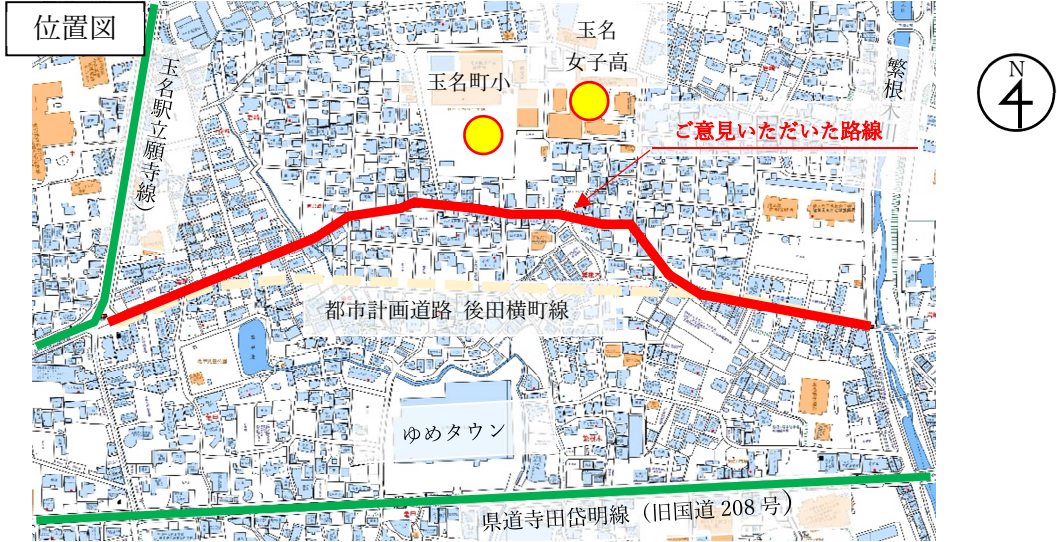 位置図
玉名
女子高
玉名町小
N
玉名駅立願寺線）
繁根木川
ご意見いただいた路線
都市計画道路 後田横町線
ゆめタウン
県道寺田岱明線（旧国道 208 号）